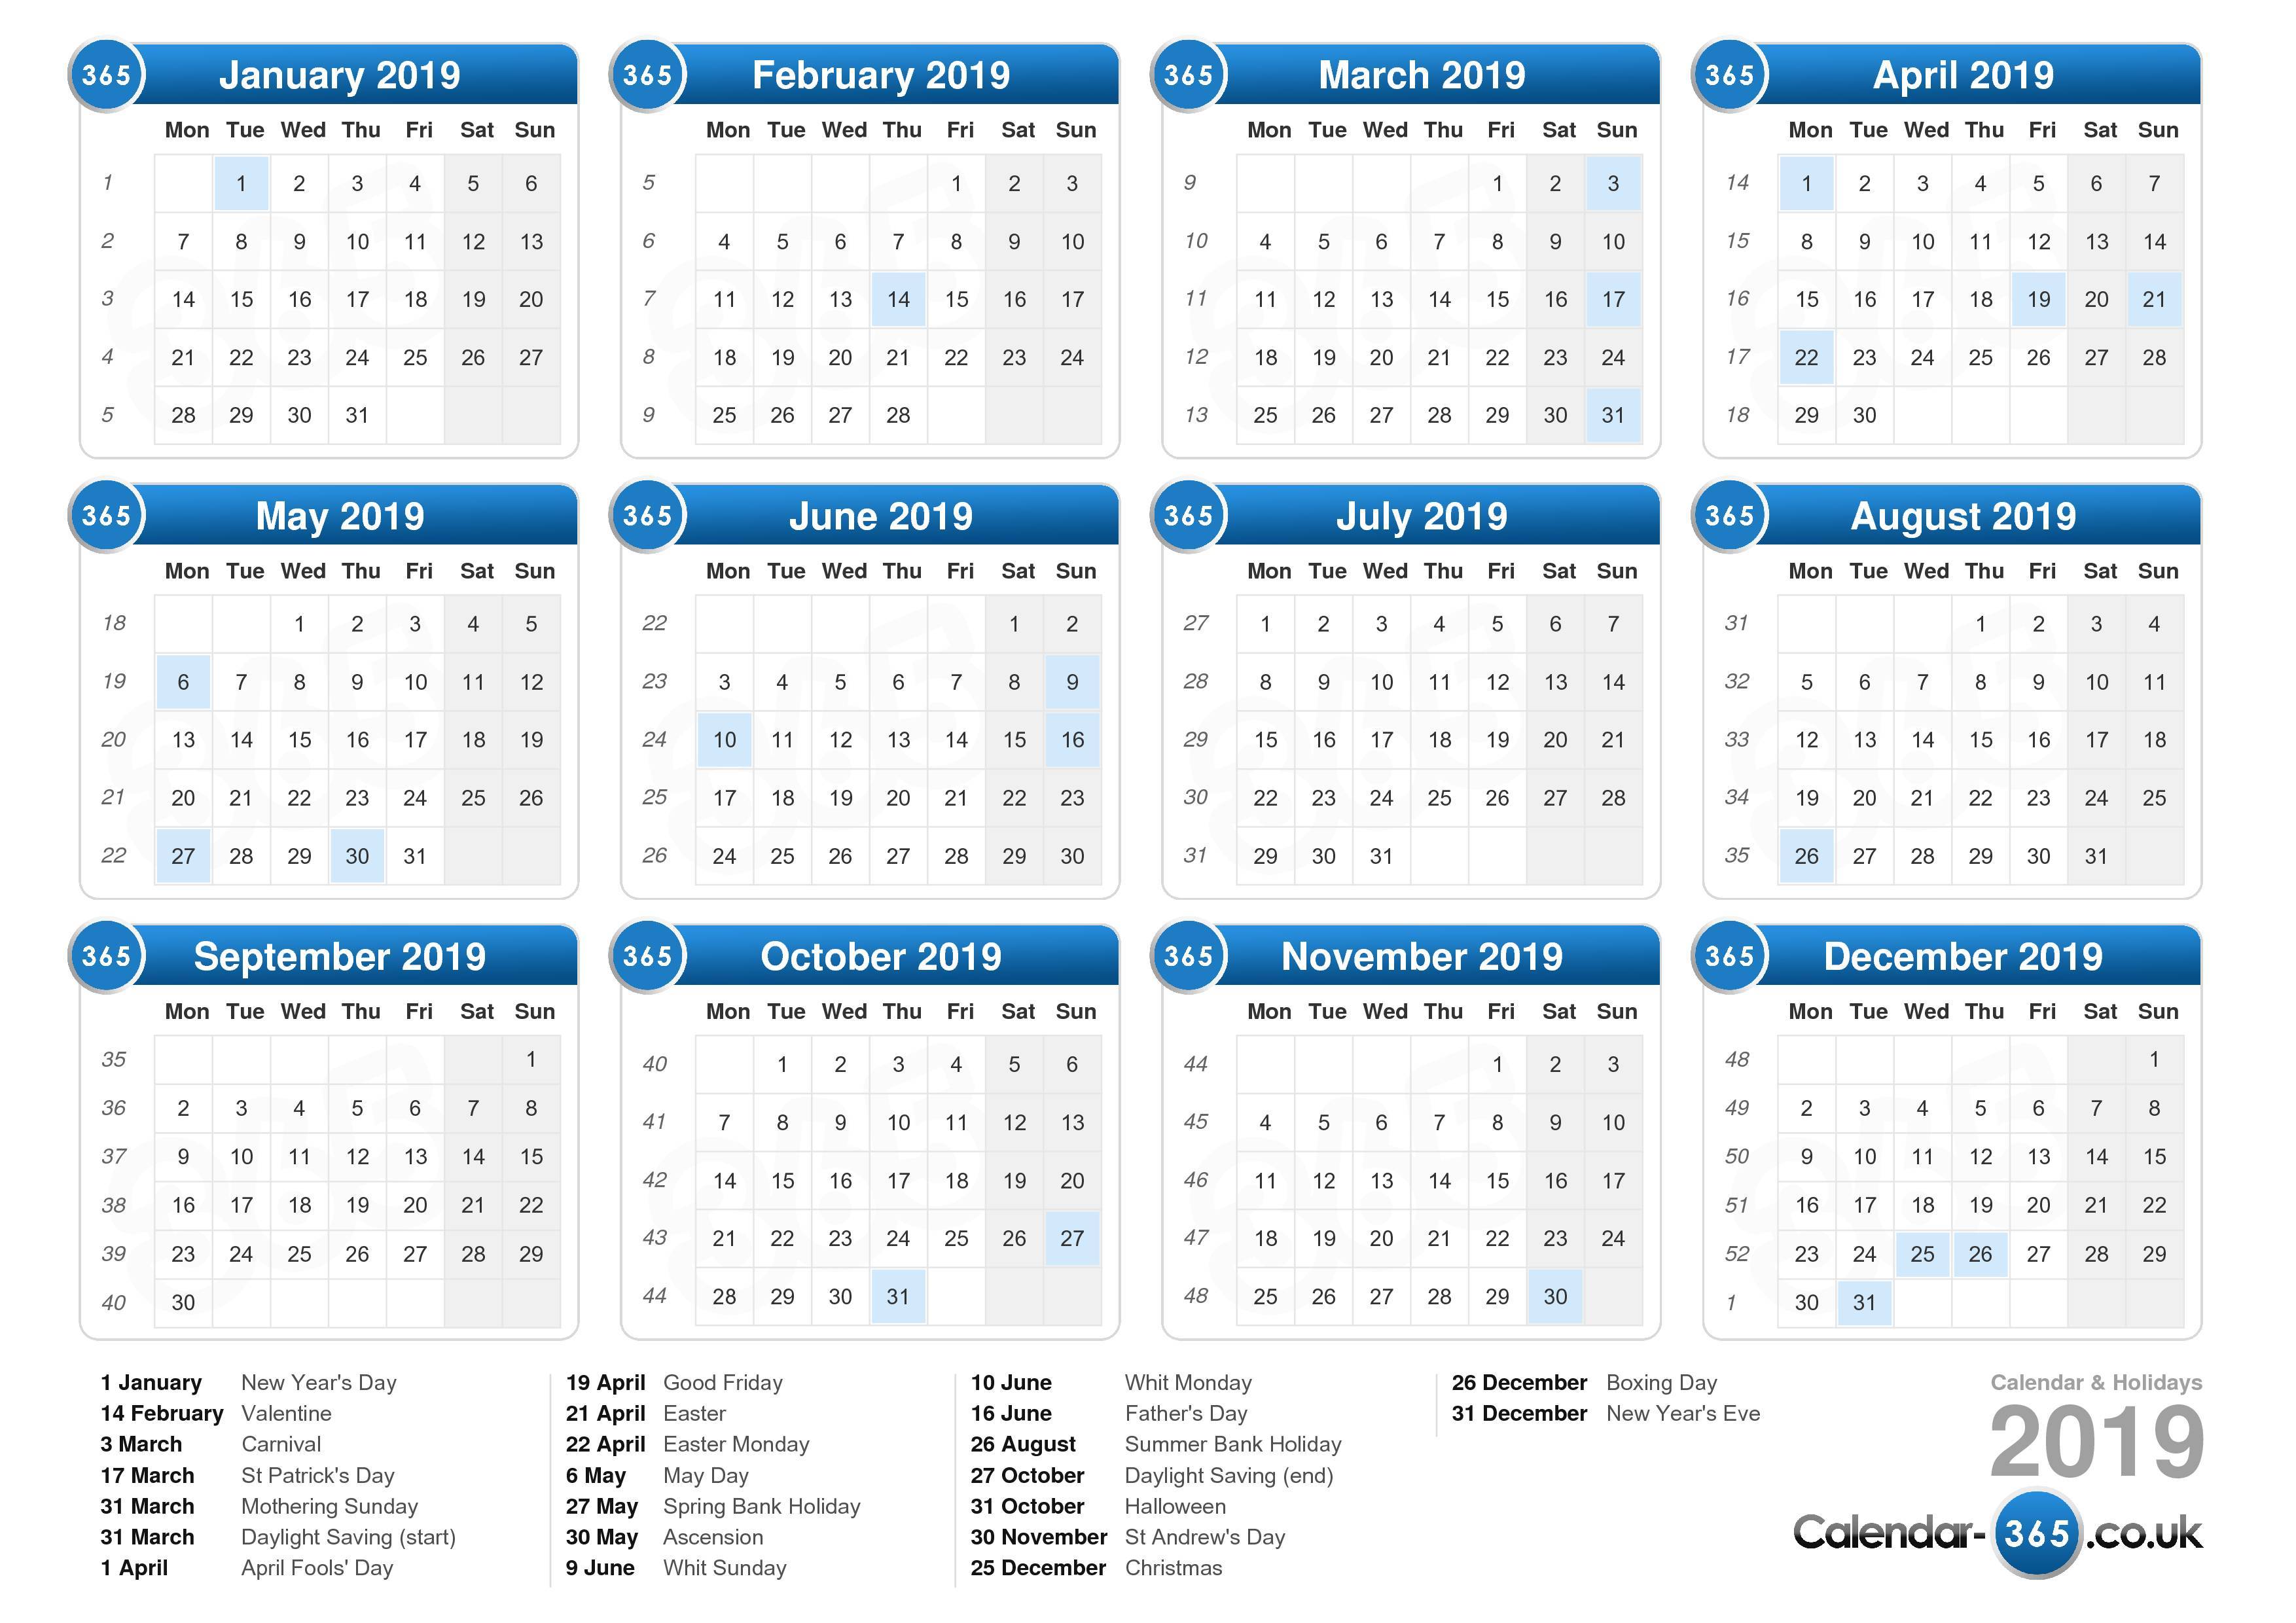 365 January 2019
Mon Tue Wed Thu Fri Sat Sun
1 1 2 3 4 5 6
2 7 8 9 10 11 12 13
3 14 15 16 17 18 19 20
4 21 22 23 24 25 26 27
5 28 29 30 31
365 February 2019
Mon Tue Wed Thu Fri Sat Sun
5 1 2 3
6 4 5 6 7 8 9 10
7 11 12 13 14 15 16 17
8 18 19 20 21 22 23 24
9 25 26 27 28
365 March 2019
Mon Tue Wed Thu Fri Sat Sun
9 1 2 3
10 4 5 6 7 8 9 10
11 11 12 13 14 15 16 17
12 18 19 20 21 22 23 24
13 25 26 27 28 29 30 31
365 April 2019
Mon Tue Wed Thu Fri Sat Sun
14 1 2 3 4 5 6 7
15 8 9 10 11 12 13 14
16 15 16 17 18 19 20 21
17 22 23 24 25 26 27 28
18 29 30
365 May 2019
Mon Tue Wed Thu Fri Sat Sun
18 1 2 3 4 5
19 6 7 8 9 10 11 12
20 13 14 15 16 17 18 19
21 20 21 22 23 24 25 26
22 27 28 29 30 31
365 June 2019
Mon Tue Wed Thu Fri Sat Sun
22 1 2
23 3 4 5 6 7 8 9
24 10 11 12 13 14 15 16
25 17 18 19 20 21 22 23
26 24 25 26 27 28 29 30
365 July 2019
Mon Tue Wed Thu Fri Sat Sun
27 1 2 3 4 5 6 7
28 8 9 10 11 12 13 14
29 15 16 17 18 19 20 21
30 22 23 24 25 26 27 28
31 29 30 31
365 August 2019
Mon Tue Wed Thu Fri Sat Sun
31 1 2 3 4
32 5 6 7 8 9 10 11
33 12 13 14 15 16 17 18
34 19 20 21 22 23 24 25
35 26 27 28 29 30 31
365 September 2019
Mon Tue Wed Thu Fri Sat Sun
35 1
36 2 3 4 5 6 7 8
37 9 10 11 12 13 14 15
38 16 17 18 19 20 21 22
39 23 24 25 26 27 28 29
40 30
365 October 2019
Mon Tue Wed Thu Fri Sat Sun
40 1 2 3 4 5 6
41 7 8 9 10 11 12 13
42 14 15 16 17 18 19 20
43 21 22 23 24 25 26 27
44 28 29 30 31
365 November 2019
Mon Tue Wed Thu Fri Sat Sun
44 1 2 3
45 4 5 6 7 8 9 10
46 11 12 13 14 15 16 17
47 18 19 20 21 22 23 24
48 25 26 27 28 29 30
365 December 2019
Mon Tue Wed Thu Fri Sat Sun
48 1
49 2 3 4 5 6 7 8
50 9 10 11 12 13 14 15
51 16 17 18 19 20 21 22
52 23 24 25 26 27 28 29
1 30 31
1 January New Year's Day
14 February Valentine
3 March Carnival
17 March St Patrick's Day
31 March Mothering Sunday
31 March Daylight Saving (start)
1 April April Fools' Day
19 April Good Friday
21 April Easter
22 April Easter Monday
6 May May Day
27 May Spring Bank Holiday
30 May Ascension
9 June Whit Sunday
10 June Whit Monday
16 June Father's Day
26 August Summer Bank Holiday
27 October Daylight Saving (end)
31 October Halloween
30 November St Andrew's Day
25 December Christmas
26 December Boxing Day
31 December New Year's Eve
Calendar & Holidays
2019
Calendar-365.co.uk